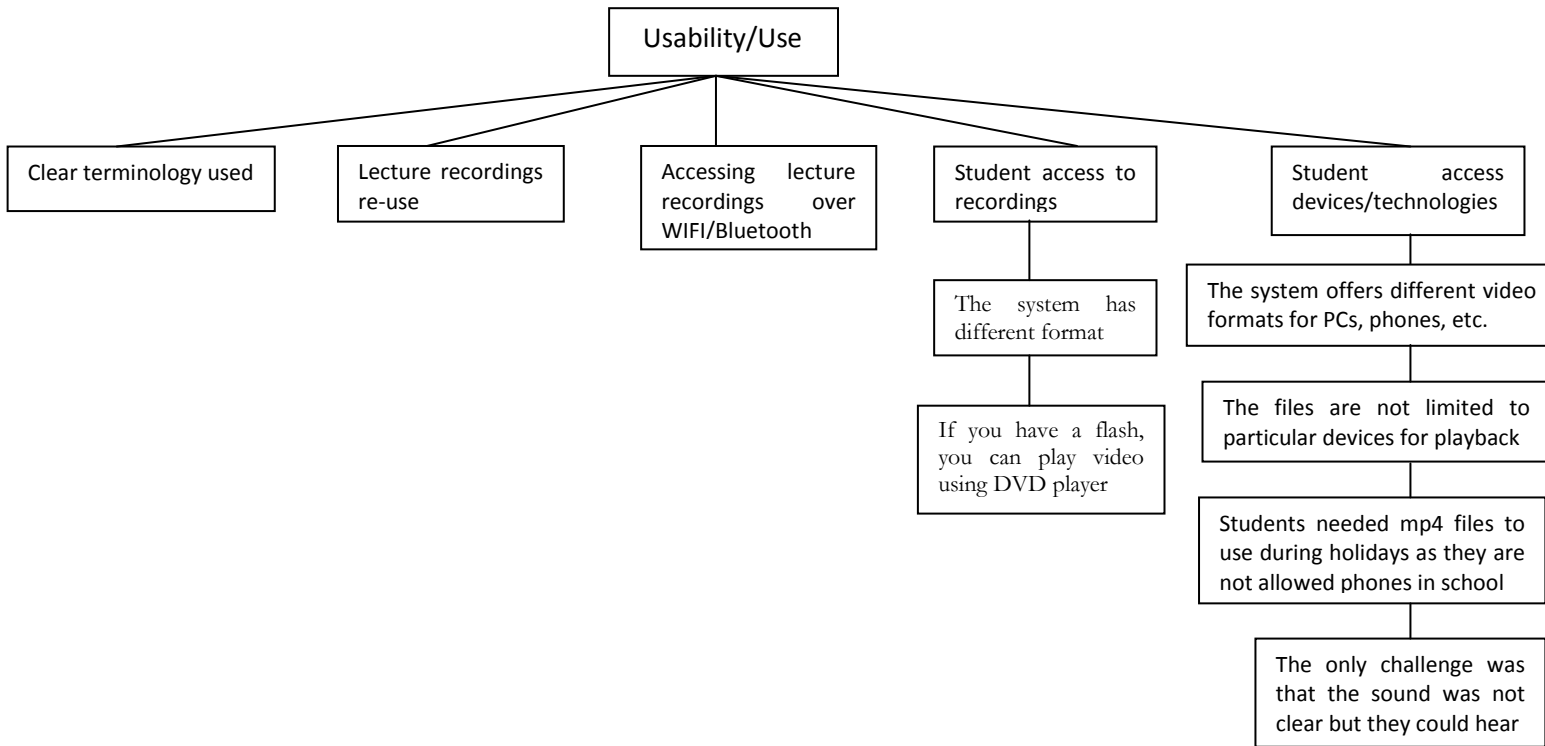 Usability/Use
Clear terminology used
Lecture recordings
re-use
Accessing lecture
recordings over
WIFI/Bluetooth
Student access to
recordings
Student access
devices/technologies
The system has
different format
If you have a flash,
you can play video
using DVD player
The system offers different video
formats for PCs, phones, etc.
The files are not limited to
particular devices for playback
Students needed mp4 files to
use during holidays as they are
not allowed phones in school
The only challenge was
that the sound was not
clear but they could hear